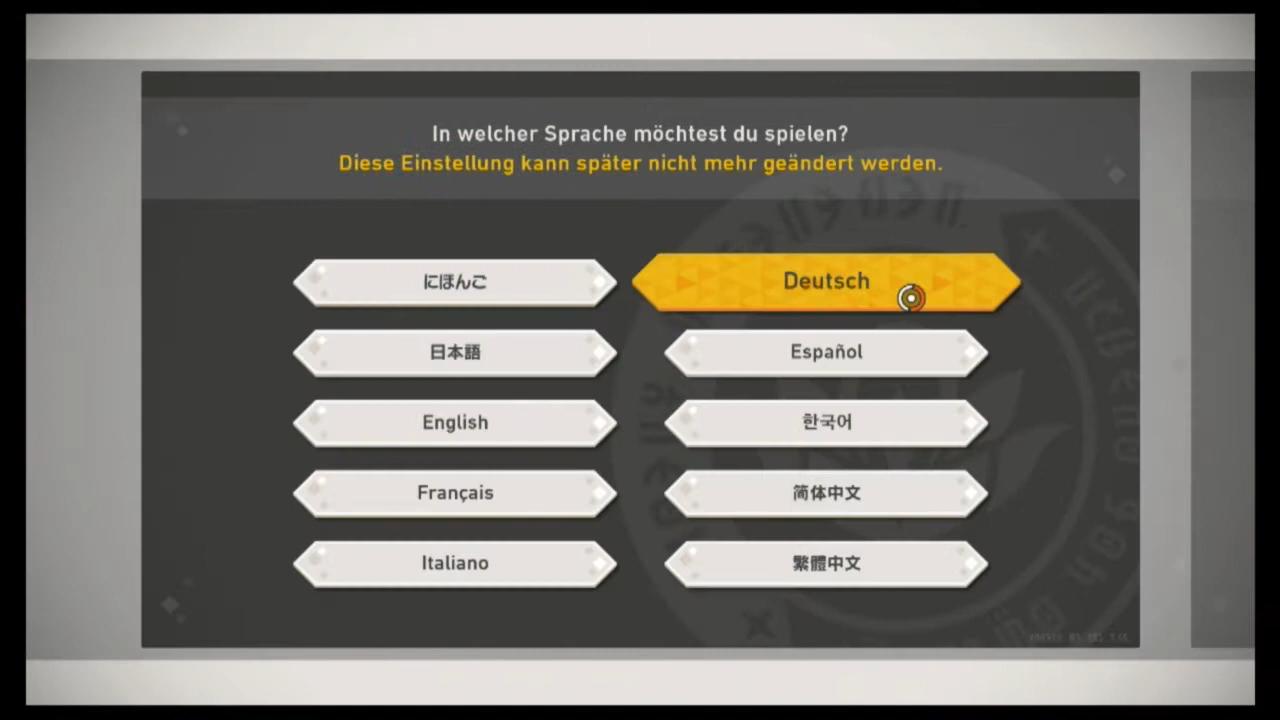 In welcher Sprache möchtest du spielen?
Diese Einstellung kann später nicht mehr geändert werden.
にほんご
Deutsch
日本語
Español
English
한국어
Français
简体中文
Italiano
繁體中文